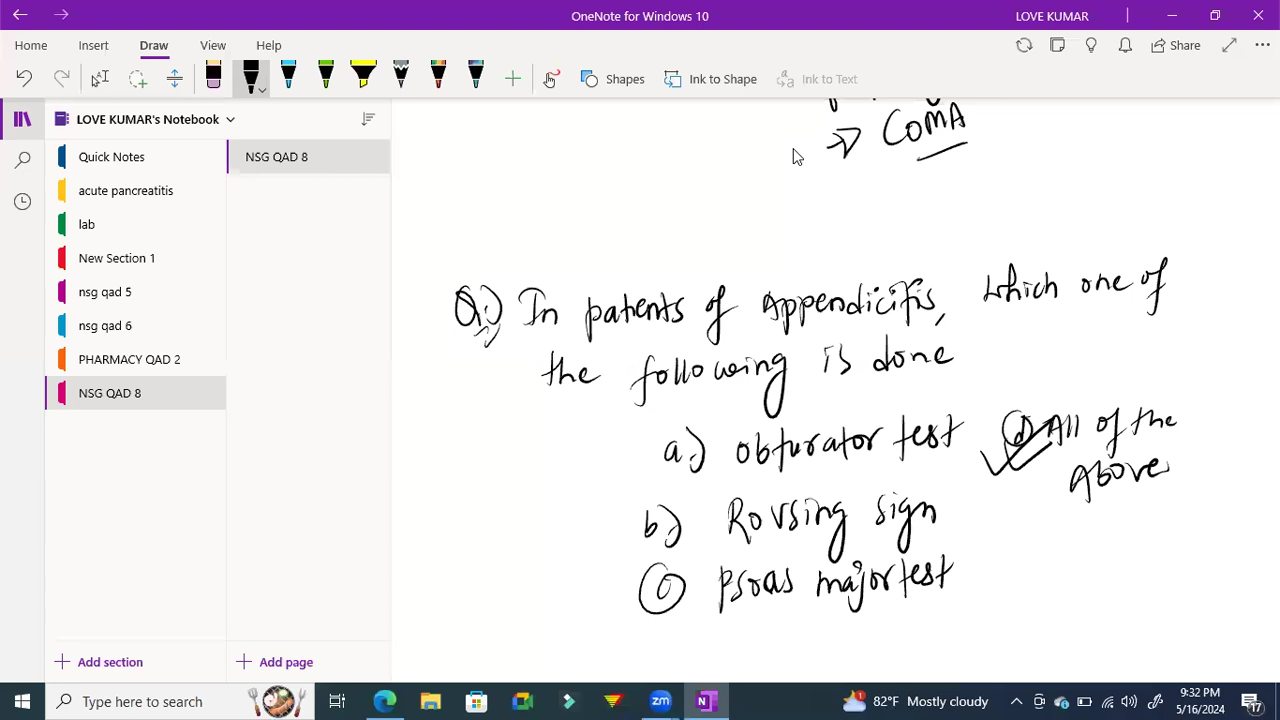 OneNote for Windows 10
LOVE KUMAR
Home Insert Draw View Help
Share
Shapes
Ink to Shape
Ink to Text
LOVE KUMAR's Notebook
Quick Notes
acute pancreatitis
lab
New Section 1
nsg qad 5
nsg qad 6
PHARMACY QAD 2
NSG QAD 8
Add section
NSG QAD 8
Add page
→ COMA
Q:) In patents of Appendicitis, which one of
the following is done
a.) obturator test
d) All of the
Above
b) Rovsing sign
c) psoas major test
Type here to search
82°F Mostly cloudy
9:32 PM
5/16/2024
17